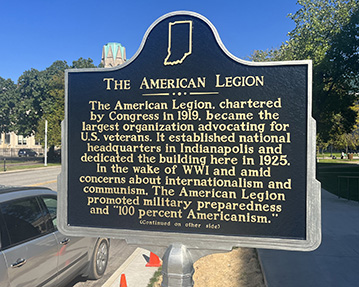 THE AMERICAN LEGION
The American Legion, chartered
by Congress in 1919, became the
largest organization advocating for
U.S. veterans. It established national
headquarters in Indianapolis and
dedicated the building here in 1925.
In the wake of WWI and amid
concerns about internationalism and
communism, The American Legion
promoted military preparedness
and "100 percent Americanism."
(Continued on other side)